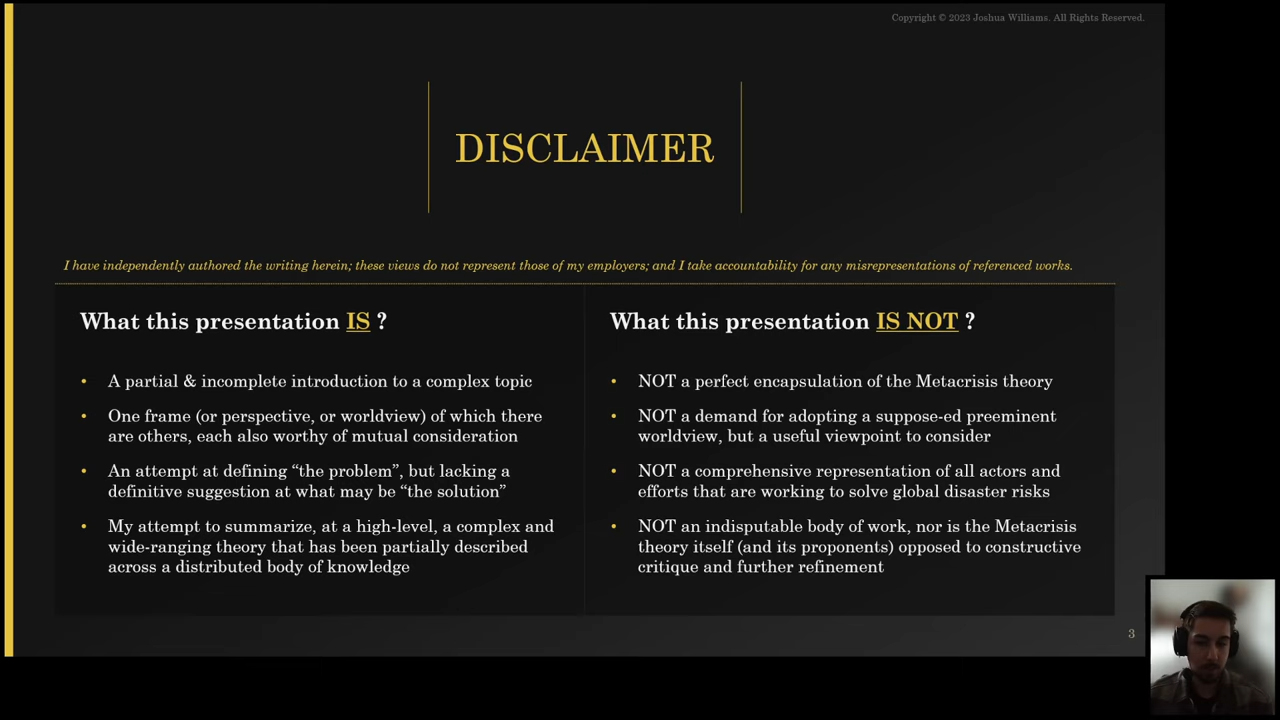 Copyright © 2023 Joshua Williams. All Rights Reserved.
DISCLAIMER
I have independently authored the writing herein; these views do not represent those of my employers; and I take accountability for any misrepresentations of referenced works.
What this presentation IS ?
• A partial & incomplete introduction to a complex topic
• One frame (or perspective, or worldview) of which there
are others, each also worthy of mutual consideration
• An attempt at defining “the problem”, but lacking a
definitive suggestion at what may be “the solution”
• My attempt to summarize, at a high-level, a complex and
wide-ranging theory that has been partially described
across a distributed body of knowledge
What this presentation IS NOT ?
• NOT a perfect encapsulation of the Metacrisis theory
• NOT a demand for adopting a suppose-ed preeminent
worldview, but a useful viewpoint to consider
• NOT a comprehensive representation of all actors and
efforts that are working to solve global disaster risks
• NOT an indisputable body of work, nor is the Metacrisis
theory itself (and its proponents) opposed to constructive
critique and further refinement
3